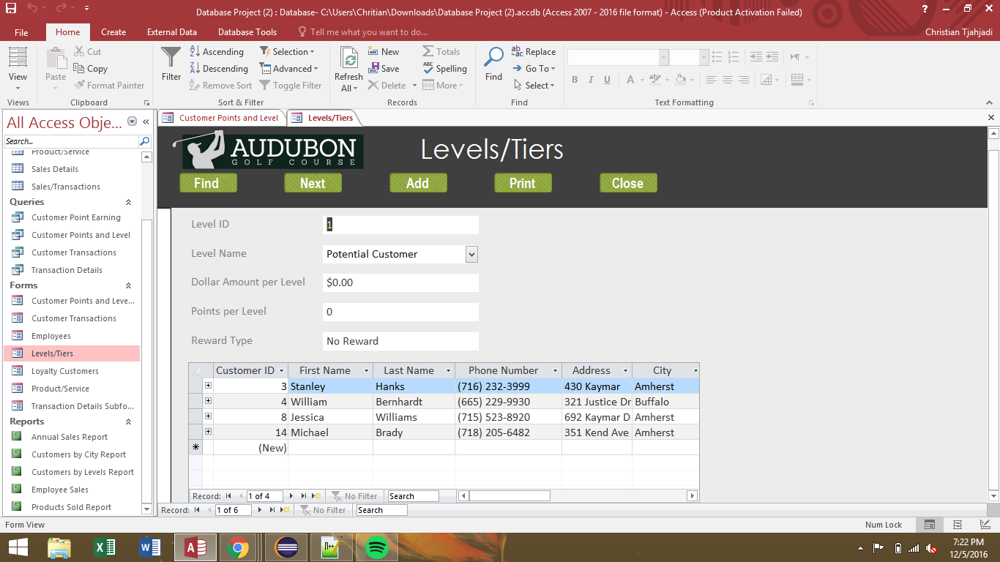 Database Project (2) : Database- C:\Users\Chritian\Downloads\Database Project (2).accdb (Access 2007 - 2016 file format) - Access (Product Activation Failed)
File Home Create External Data Database Tools Tell me what you want to do... Christian Tjahjadi
View
Views
Paste
Cut
Copy
Format Painter
Clipboard
Filter
Ascending
Descending
Remove Sort
Selection
Advanced
Toggle Filter
Sort & Filter
Refresh
All
New
Save
Delete
Totals
Spelling
More
Records
Find
Replace
Go To
Select
Find
B I U A
Text Formatting
All Access Obje...
Search...
Product/Service
Sales Details
Sales/Transactions
Queries
Customer Point Earning
Customer Points and Level
Customer Transactions
Transaction Details
Forms
Customer Points and Leve...
Customer Transactions
Employees
Levels/Tiers
Loyalty Customers
Product/Service
Transaction Details Subfo...
Reports
Annual Sales Report
Customers by City Report
Customers by Levels Report
Employee Sales
Products Sold Report
Customer Points and Level Levels/Tiers
AUDUBON
GOLF COURSE
Levels/Tiers
Find Next Add Print Close
Level ID 1
Level Name Potential Customer
Dollar Amount per Level $0.00
Points per Level 0
Reward Type No Reward
Customer ID First Name Last Name Phone Number Address City
3 Stanley Hanks (716) 232-3999 430 Kaymar Amherst
4 William Bernhardt (665) 229-9930 321 Justice Dr Buffalo
8 Jessica Williams (715) 523-8920 692 Kaymar D Amherst
14 Michael Brady (718) 205-6482 351 Kend Ave Amherst
(New)
Record: 1 of 4 No Filter Search
Record: 1 of 6 No Filter Search
Form View Num Lock
7:22 PM
12/5/2016